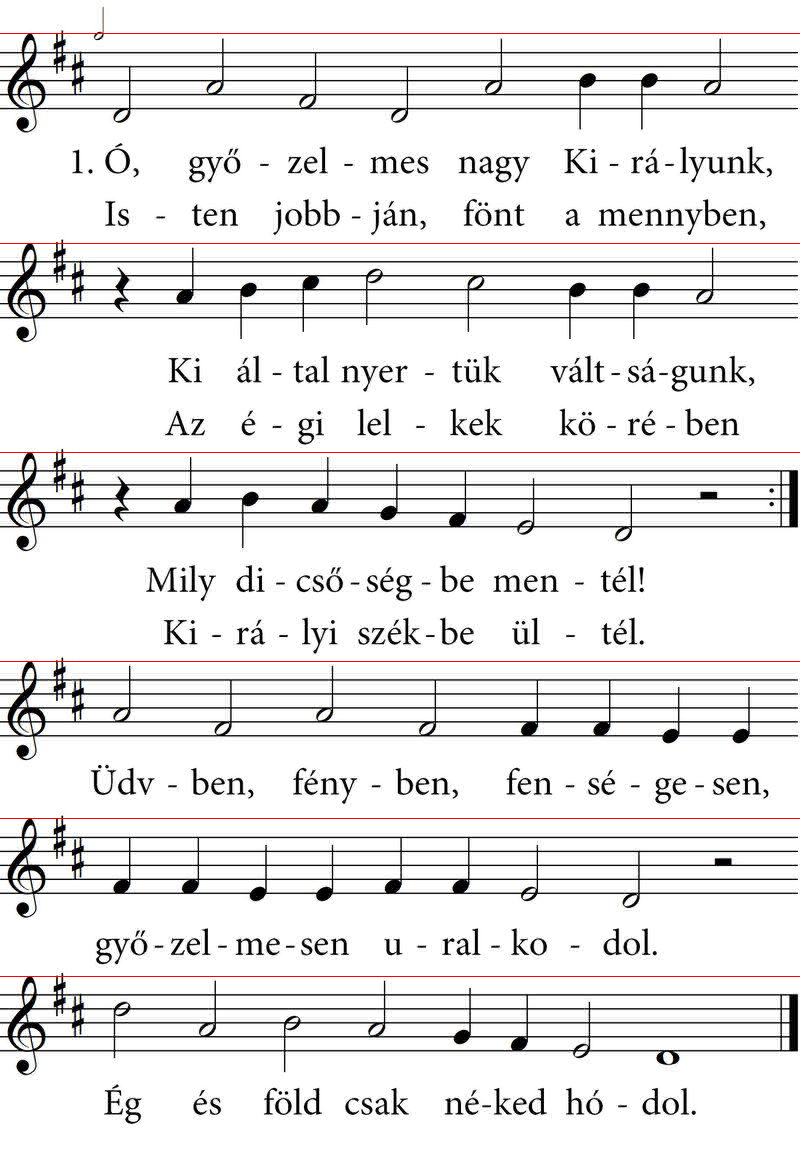 1. Ó, győ - zel - mes nagy Ki - rá - lyunk,
Is - ten jobb - ján, fönt a mennyben,
Ki ál - tal nyer - tük vált - sá - gunk,
Az é - gi lel - kek kö - ré - ben
Mily di - cső - ség - be men - tél!
Ki - rá - lyi szék - be ül - tél.
Üdv - ben, fény - ben, fen - sé - ge - sen,
győ - zel - me - sen u - ral - ko - dol.
Ég és föld csak né - ked hó - dol.